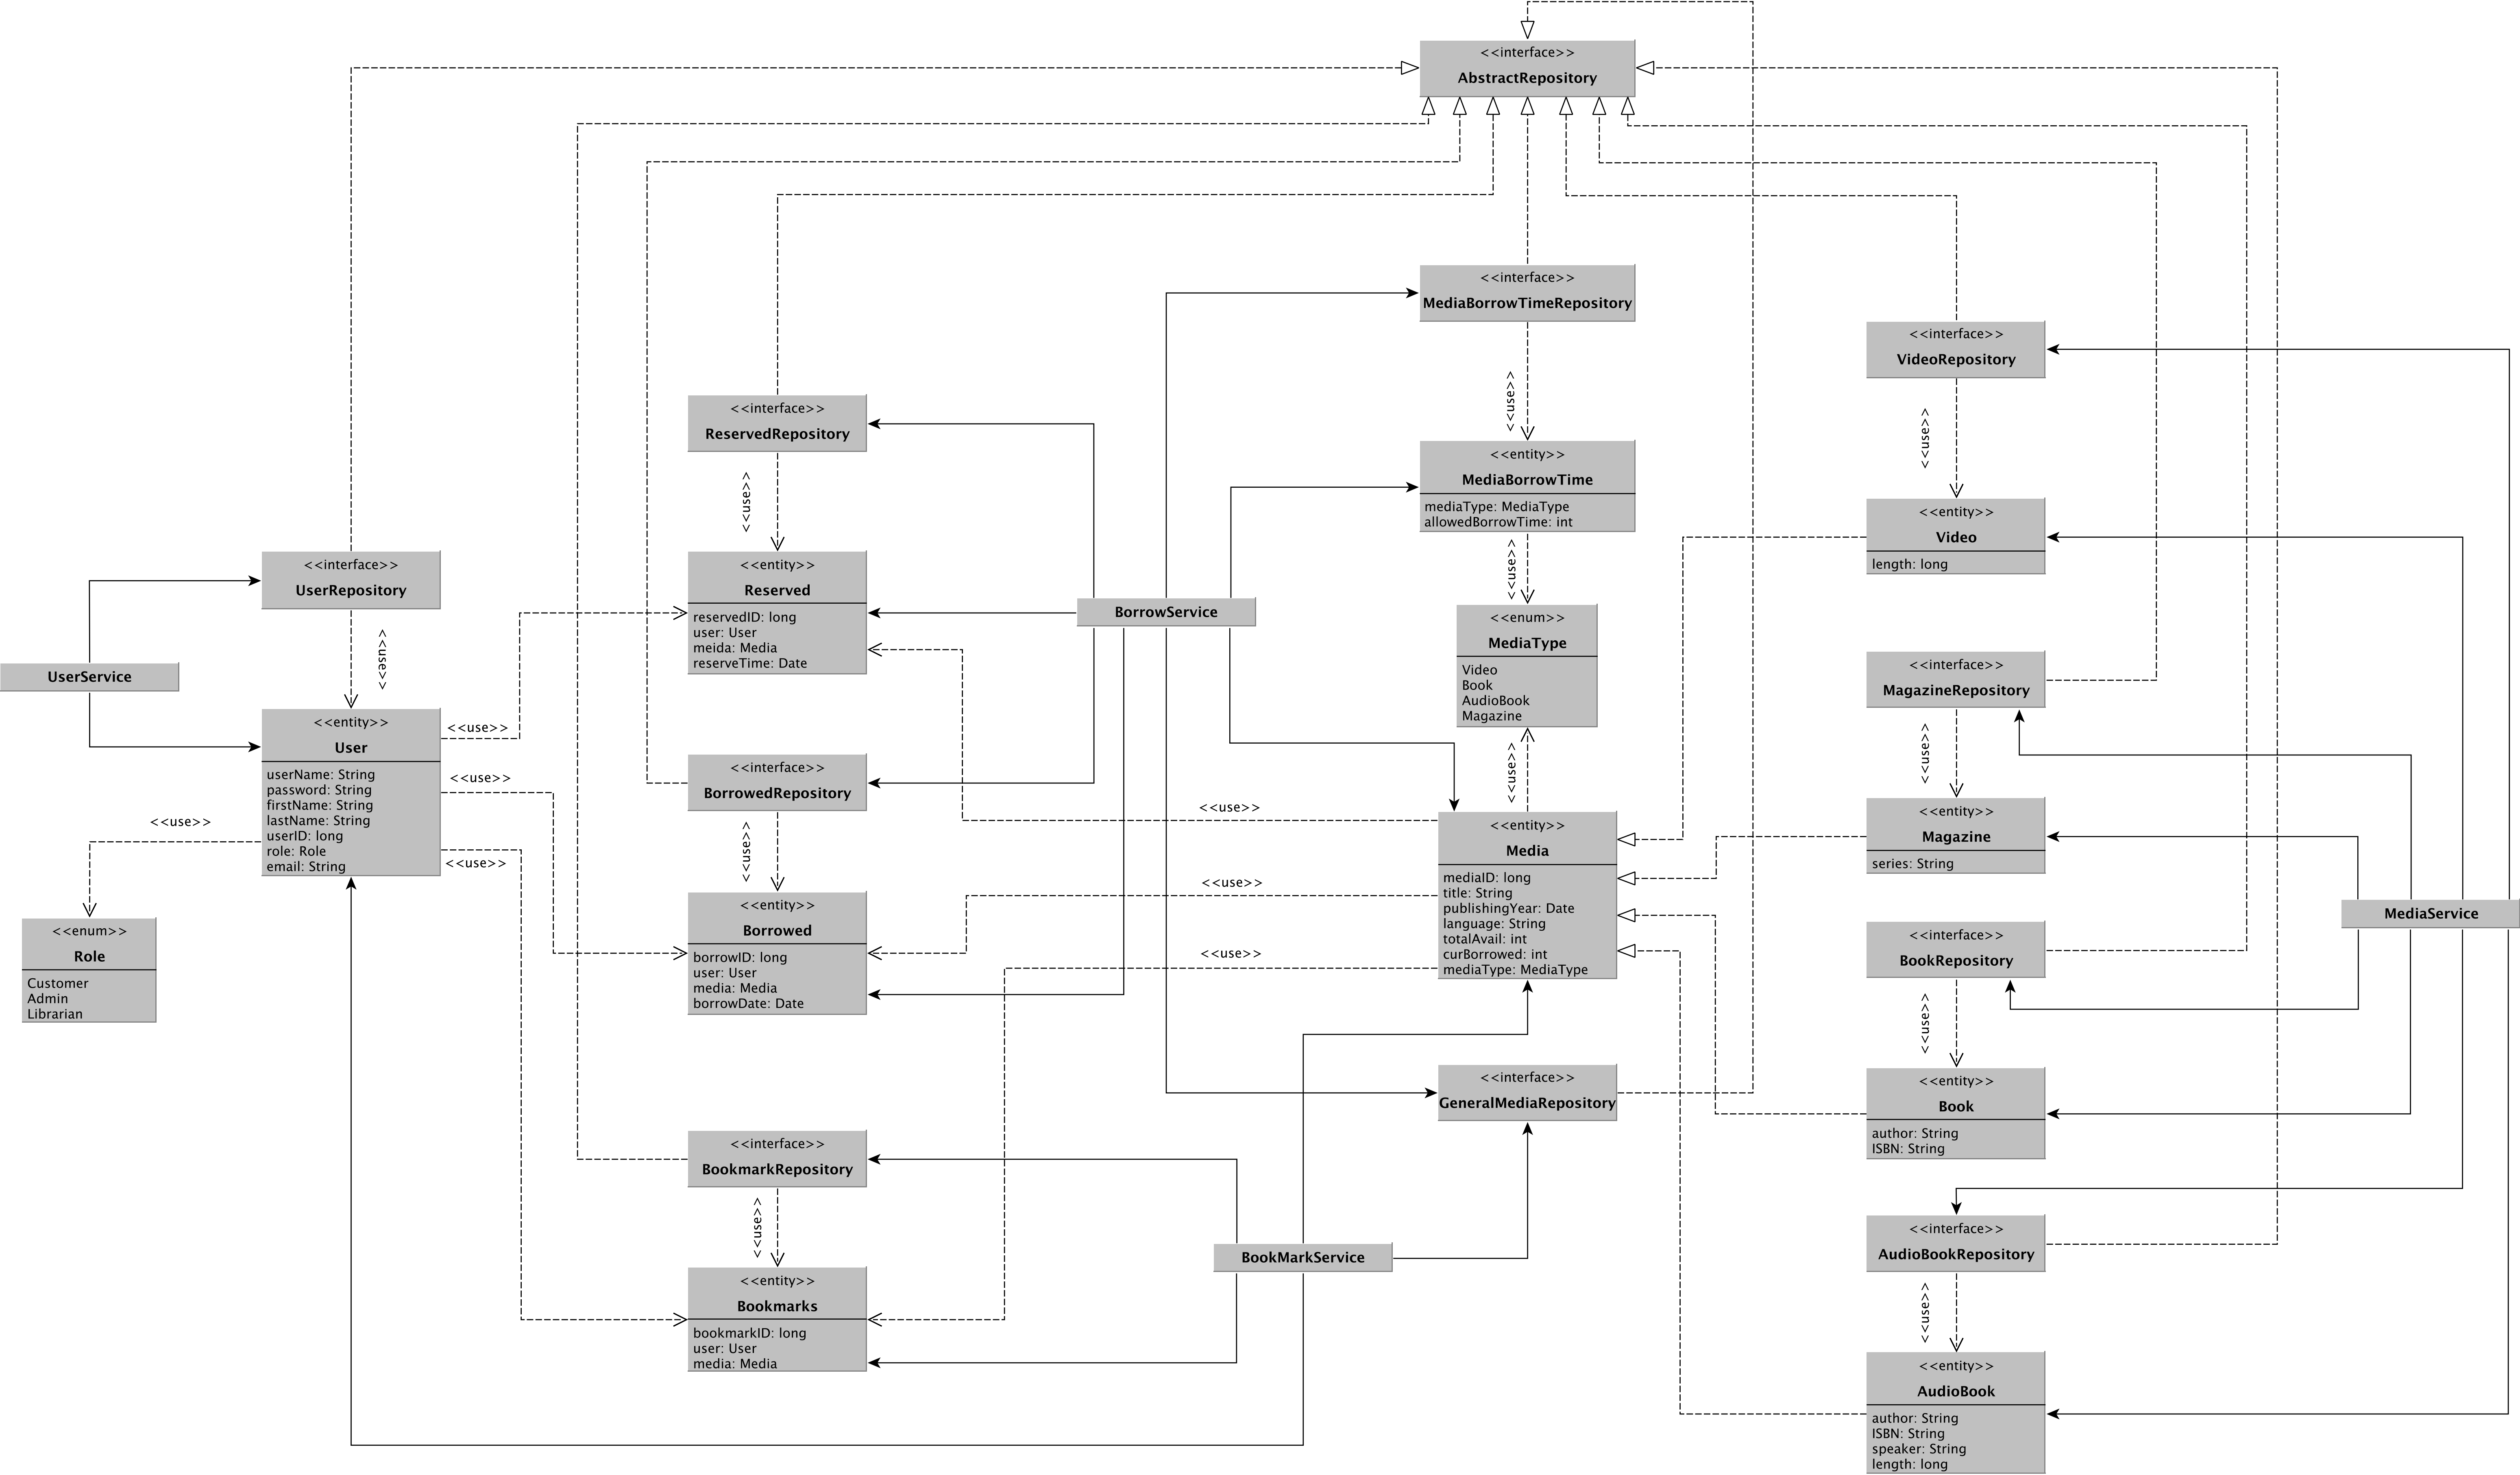 <<interface>>
AbstractRepository
<<interface>>
MediaBorrowTimeRepository
<<use>>
<<entity>>
MediaBorrowTime
mediaType: MediaType
allowedBorrowTime: int
<<use>>
<<enum>>
MediaType
Video
Book
AudioBook
Magazine
<<use>>
<<entity>>
Media
mediaID: long
title: String
publishingYear: Date
language: String
totalAvail: int
curBorrowed: int
mediaType: MediaType
<<interface>>
GeneralMediaRepository
<<interface>>
VideoRepository
<<use>>
<<entity>>
Video
length: long
<<interface>>
MagazineRepository
<<use>>
<<entity>>
Magazine
series: String
<<interface>>
BookRepository
<<use>>
<<entity>>
Book
author: String
ISBN: String
<<interface>>
AudioBookRepository
<<use>>
<<entity>>
AudioBook
author: String
ISBN: String
speaker: String
length: long
MediaService
<<interface>>
ReservedRepository
<<use>>
<<entity>>
Reserved
reservedID: long
user: User
meida: Media
reserveTime: Date
BorrowService
<<interface>>
BorrowedRepository
<<use>>
<<entity>>
Borrowed
borrowID: long
user: User
media: Media
borrowDate: Date
<<use>>
<<use>>
<<use>>
<<interface>>
BookmarkRepository
<<use>>
<<entity>>
Bookmarks
bookmarkID: long
user: User
media: Media
BookMarkService
<<interface>>
UserRepository
<<use>>
UserService
<<entity>>
User
userName: String
password: String
firstName: String
lastName: String
userID: long
role: Role
email: String
<<use>>
<<use>>
<<use>>
<<use>>
<<enum>>
Role
Customer
Admin
Librarian